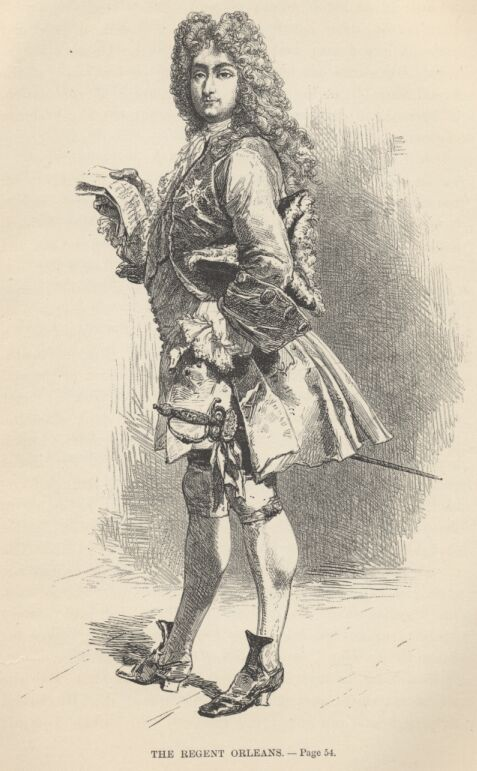 THE REGENT ORLEANS. — Page 54.